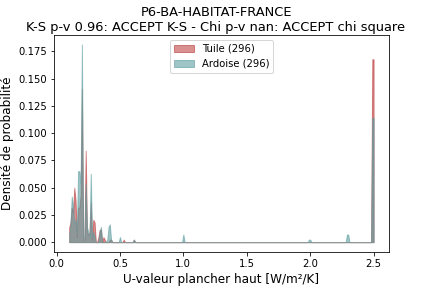 P6-BA-HABITAT-FRANCE
K-S p-v 0.96: ACCEPT K-S - Chi p-v nan: ACCEPT chi square
Tuile (296)
Ardoise (296)
Densité de probabilité
0.175
0.150
0.125
0.100
0.075
0.050
0.025
0.000
0.0 0.5 1.0 1.5 2.0 2.5
U-valeur plancher haut [W/m²/K]